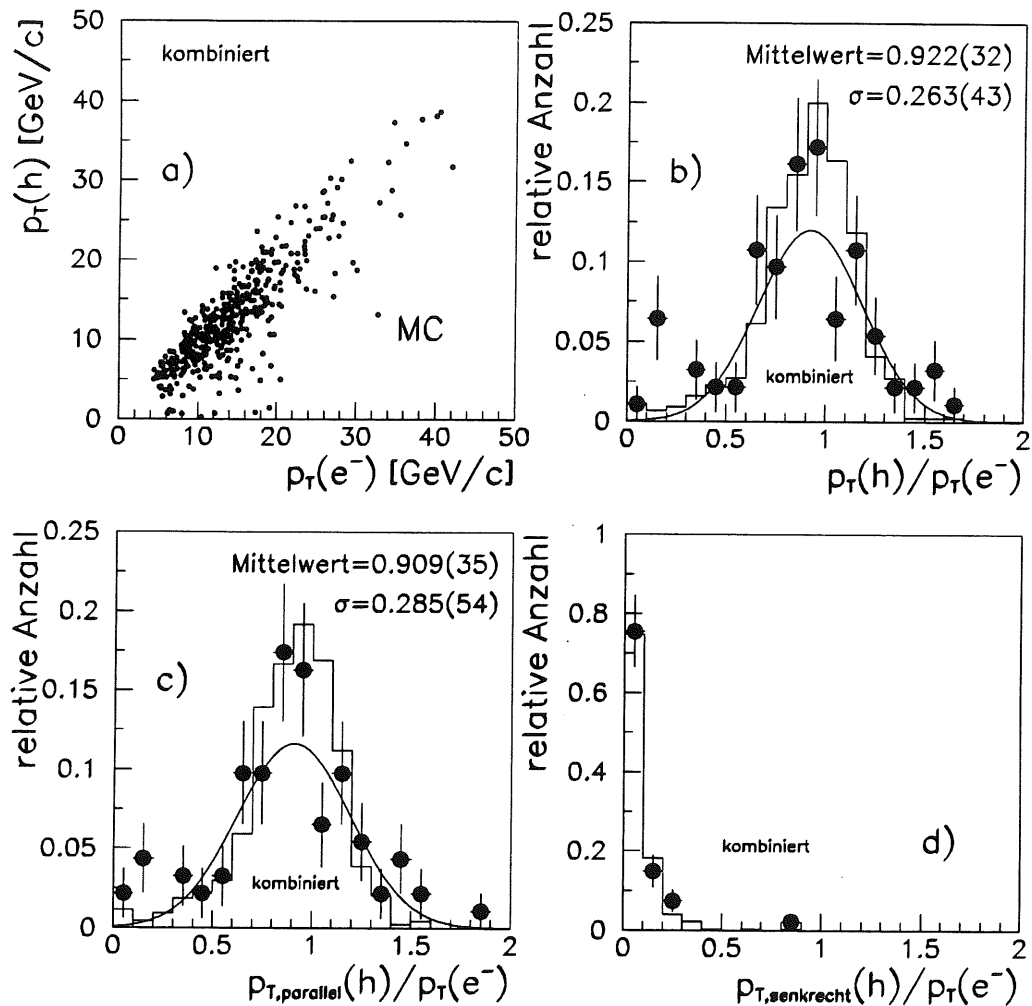 p_T(h) [GeV/c]
50
40
30
20
10
0
kombiniert
a)
MC
0 10 20 30 40 50
p_T(e⁻) [GeV/c]
relative Anzahl
0.25
0.2
0.15
0.1
0.05
0
Mittelwert=0.922(32)
σ=0.263(43)
b)
kombiniert
0 0.5 1 1.5 2
p_T(h)/p_T(e⁻)
relative Anzahl
0.25
0.2
0.15
0.1
0.05
0
Mittelwert=0.909(35)
σ=0.285(54)
c)
kombiniert
0 0.5 1 1.5 2
p_T,parallel(h)/p_T(e⁻)
relative Anzahl
1
0.8
0.6
0.4
0.2
0
kombiniert
d)
0 0.5 1 1.5 2
p_T,senkrecht(h)/p_T(e⁻)